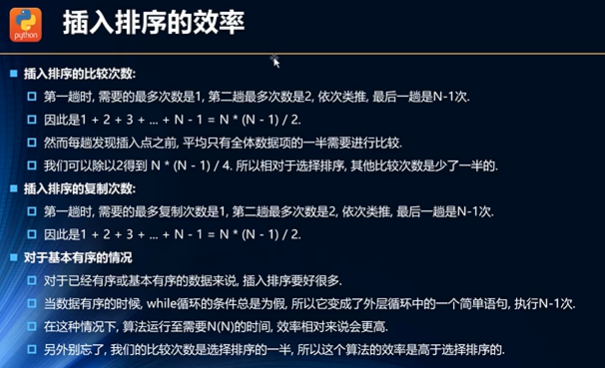 python
插入排序的效率
插入排序的比较次数:
第一趟时, 需要的最多次数是1, 第二趟最多次数是2, 依次类推, 最后一趟是N-1次.
因此是1 + 2 + 3 + ... + N - 1 = N * (N - 1) / 2.
然而每趟发现插入点之前, 平均只有全体数据项的一半需要进行比较.
我们可以除以2得到 N * (N - 1) / 4. 所以相对于选择排序, 其他比较次数是少了一半的.
插入排序的复制次数:
第一趟时, 需要的最多复制次数是1, 第二趟最多次数是2, 依次类推, 最后一趟是N-1次.
因此是1 + 2 + 3 + ... + N - 1 = N * (N - 1) / 2.
对于基本有序的情况
对于已经有序或基本有序的数据来说, 插入排序要好很多.
当数据有序的时候, while循环的条件总是为假, 所以它变成了外层循环中的一个简单语句, 执行N-1次.
在这种情况下, 算法运行至需要N(N)的时间, 效率相对来说会更高.
另外别忘了, 我们的比较次数是选择排序的一半, 所以这个算法的效率是高于选择排序的.